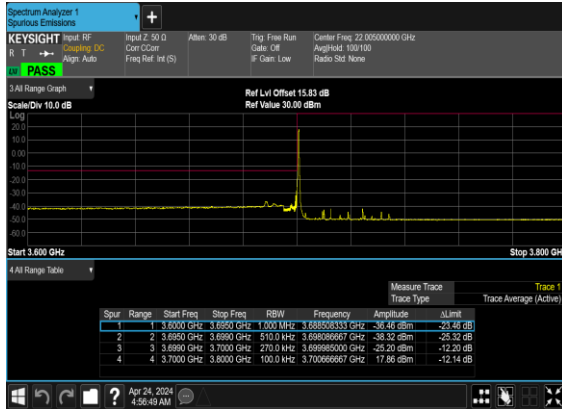 Spectrum Analyzer 1
Spurious Emissions
+
KEYSIGHT Input: RF Input Z: 50 Ω Atten: 30 dB Trig: Free Run Center Freq: 22.005000000 GHz
R T Coupling: DC Corr CCorr Gate: Off Avg|Hold: 100/100
Align: Auto Freq Ref: Int (S) IF Gain: Low Radio Std: None
PASS
3 All Range Graph
Ref Lvl Offset 15.83 dB
Scale/Div 10.0 dB Ref Value 30.00 dBm
Log
20.0
10.0
0.00
-10.0
-20.0
-30.0
-40.0
-50.0
-60.0
Start 3.600 GHz Stop 3.800 GHz
4 All Range Table
Measure Trace Trace 1
Trace Type Trace Average (Active)
Spur Range Start Freq Stop Freq RBW Frequency Amplitude ΔLimit
1 1 3.6000 GHz 3.6950 GHz 1.000 MHz 3.688508333 GHz -36.46 dBm -23.46 dB
2 2 3.6950 GHz 3.6990 GHz 510.0 kHz 3.698086667 GHz -38.32 dBm -25.32 dB
3 3 3.6990 GHz 3.7000 GHz 270.0 kHz 3.699985000 GHz -25.20 dBm -12.20 dB
4 4 3.7000 GHz 3.8000 GHz 100.0 kHz 3.700666667 GHz 17.86 dBm -12.14 dB
? Apr 24, 2024
4:56:49 AM